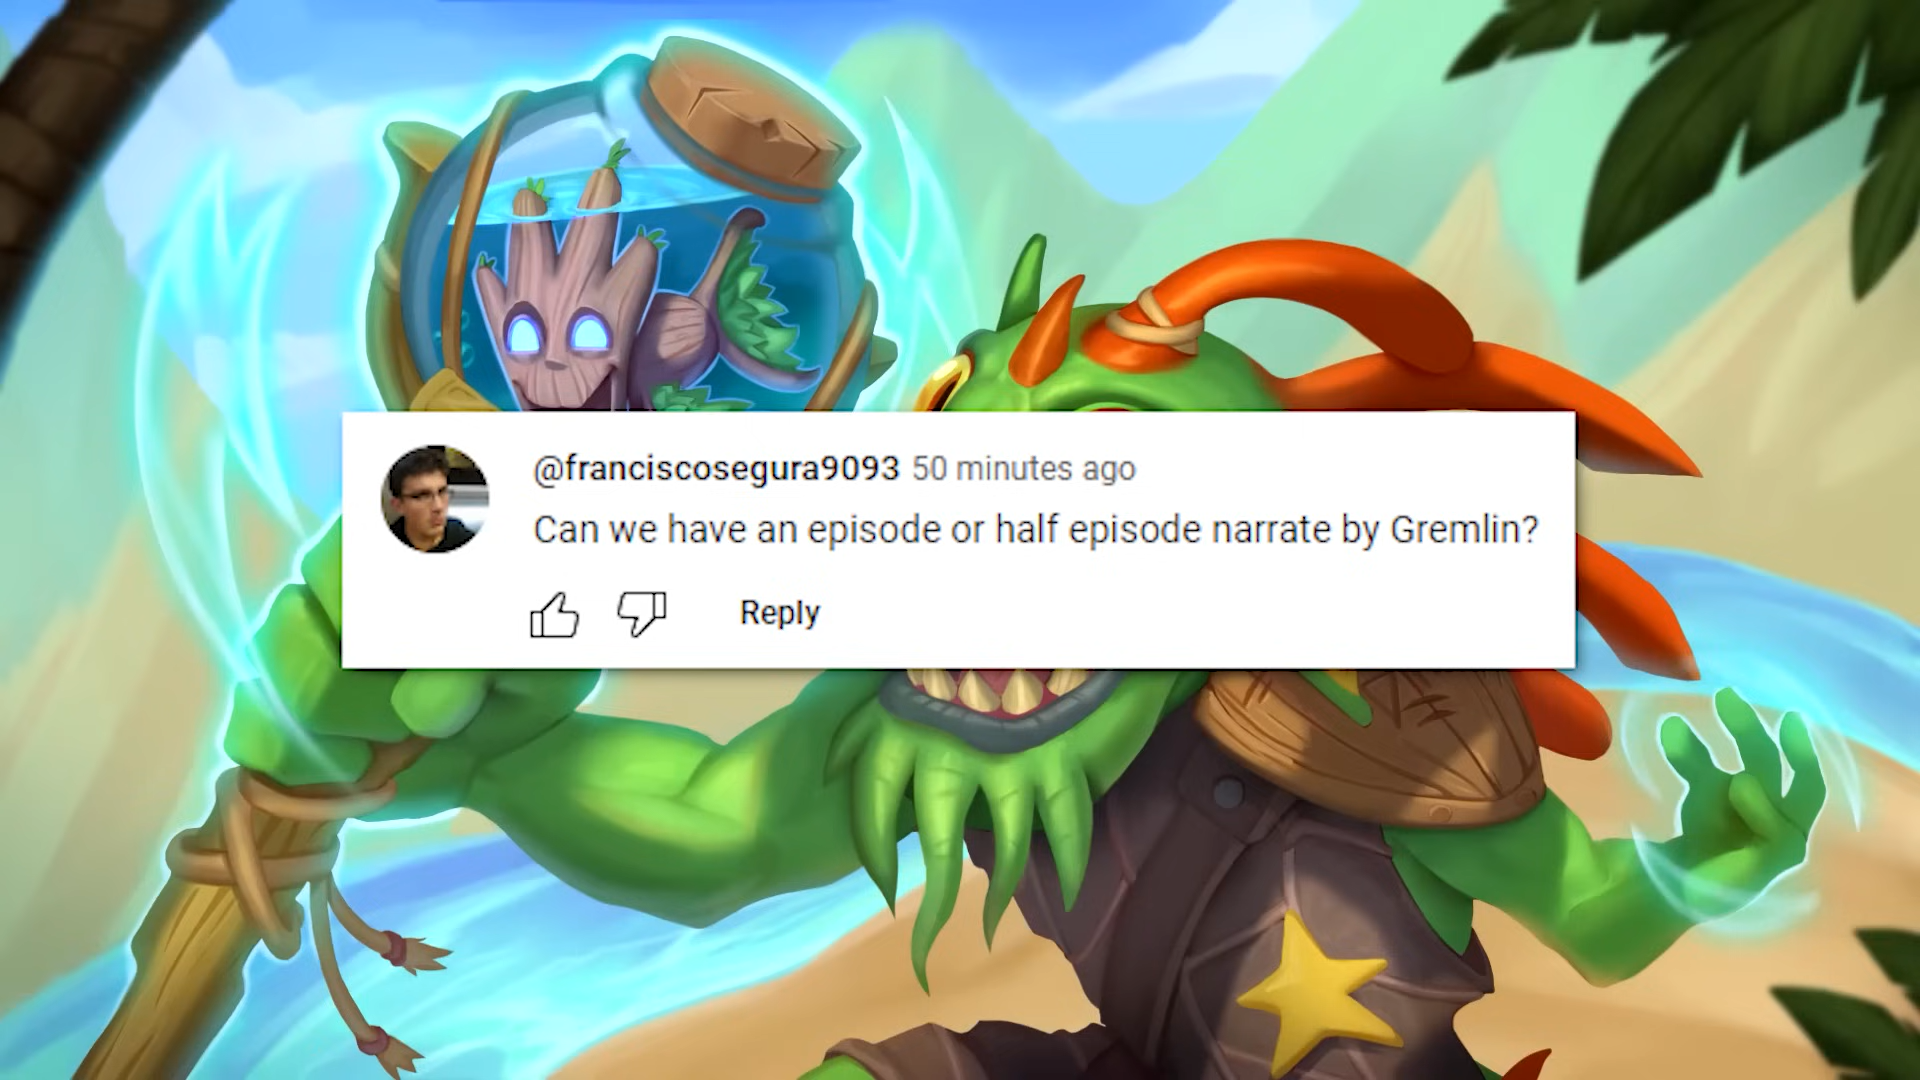 @franciscosegura9093 50 minutes ago
Can we have an episode or half episode narrate by Gremlin?
Reply